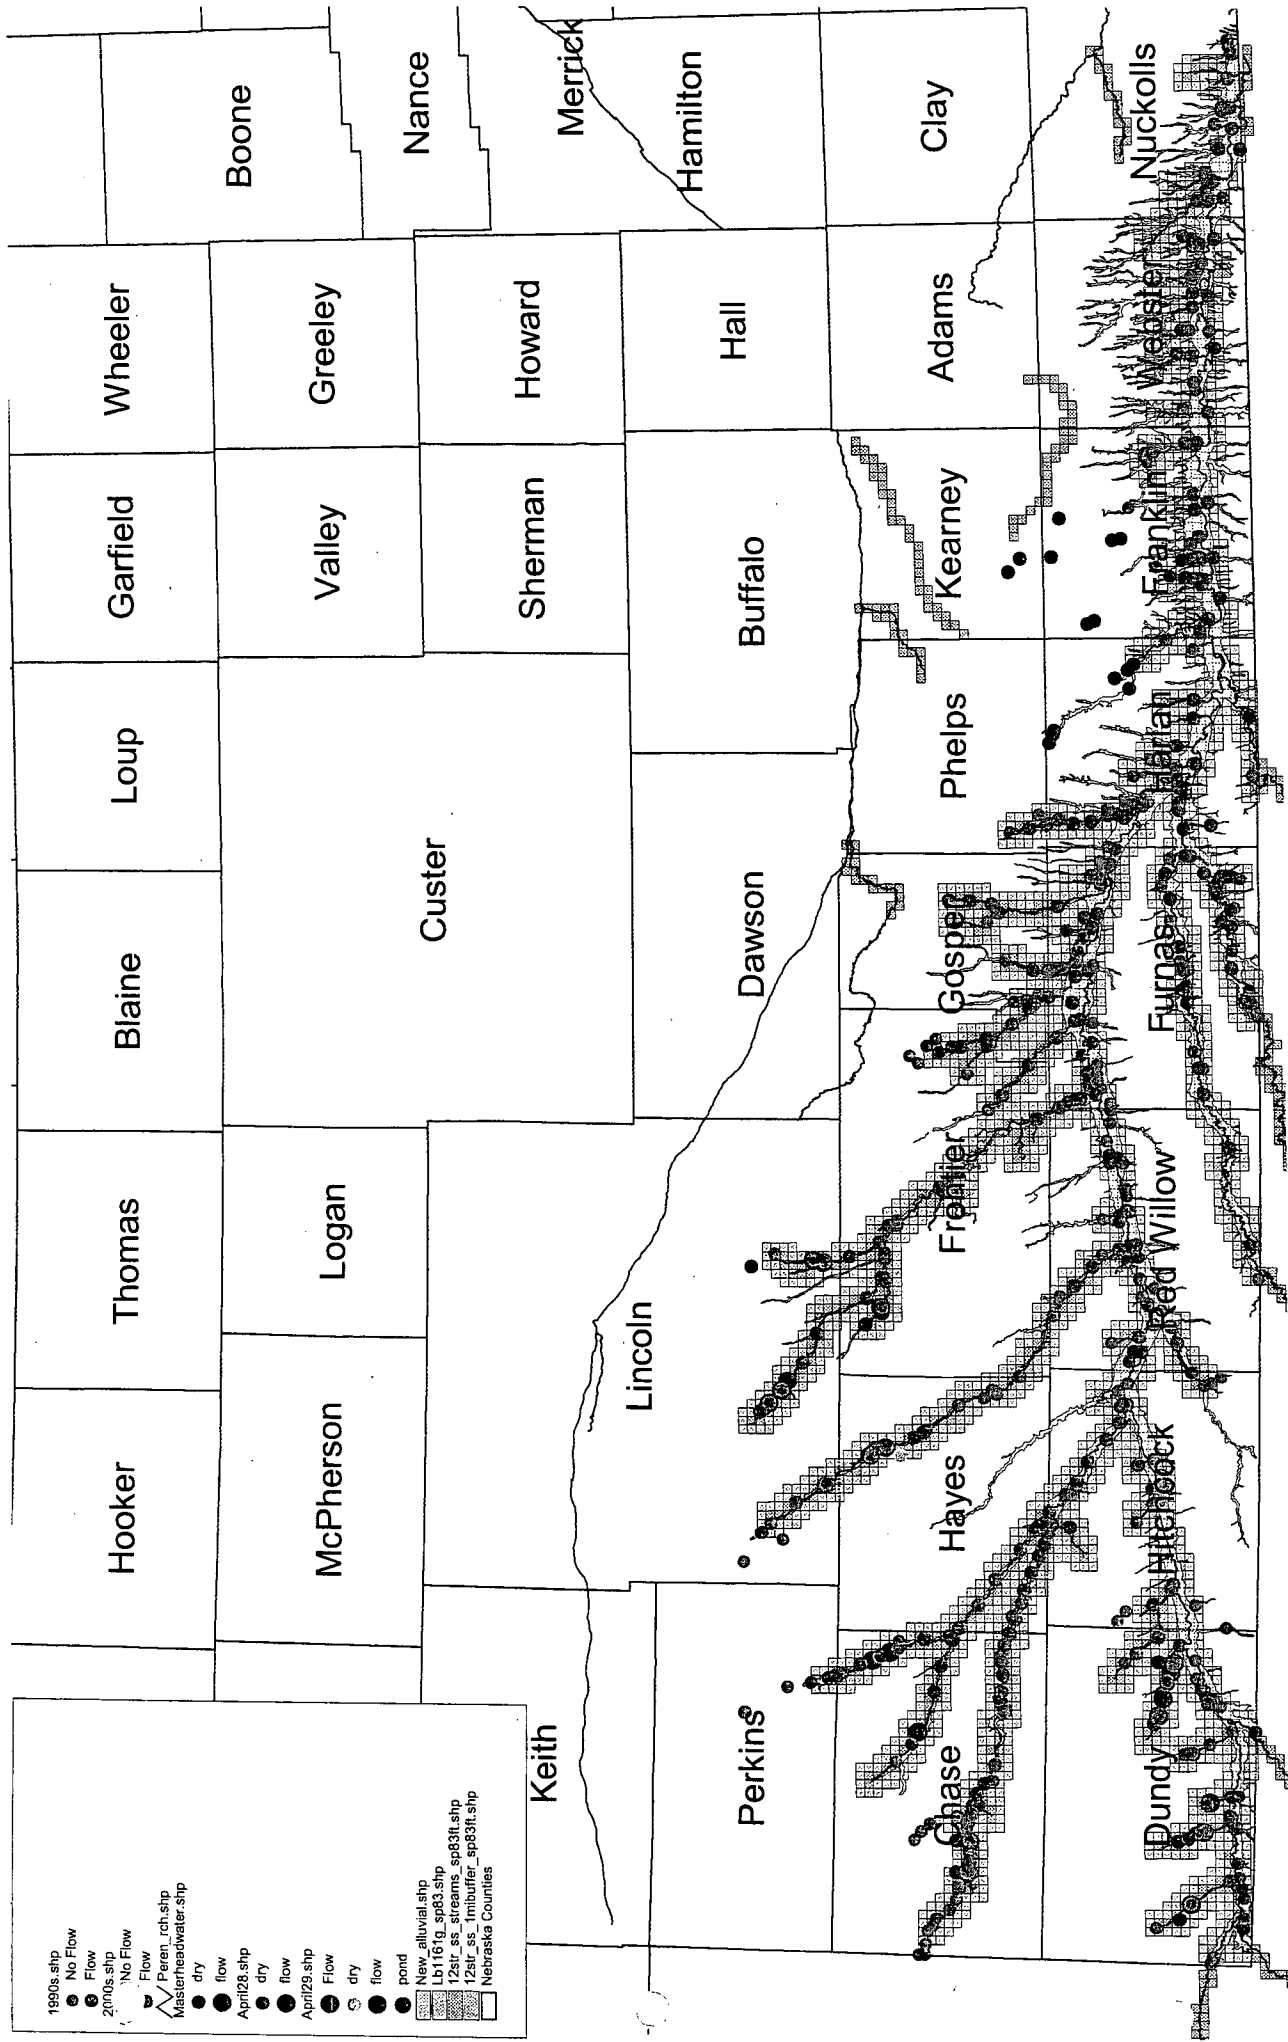 1990s.shp
No Flow
Flow
2000s.shp
No Flow
Flow
Peren_rch.shp
Masterheadwater.shp
dry
flow
April28.shp
dry
flow
April29.shp
Flow
dry
flow
pond
New_alluvial.shp
Lb1161g_sp83.shp
12str_ss_streams_sp83ft.shp
12str_ss_1mibuffer_sp83ft.shp
Nebraska Counties
Hooker
Thomas
Blaine
Loup
Garfield
Wheeler
Boone
McPherson
Logan
Custer
Valley
Greeley
Nance
Keith
Lincoln
Sherman
Howard
Merrick
Perkins
Dawson
Buffalo
Hall
Hamilton
Chase
Hayes
Frontier
Gosper
Phelps
Kearney
Adams
Clay
Dundy
Hitchcock
Red Willow
Furnas
Harlan
Franklin
Webster
Nuckolls